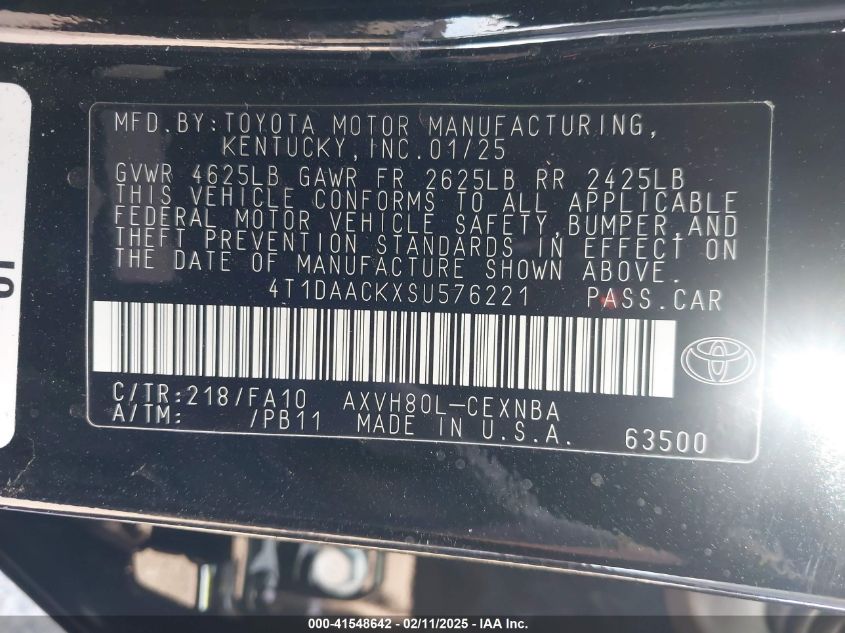 MFD.BY:TOYOTA MOTOR MANUFACTURING,
KENTUCKY,INC.01/25
GVWR 4625LB GAWR FR 2625LB RR 2425LB
THIS VEHICLE CONFORMS TO ALL APPLICABLE
FEDERAL MOTOR VEHICLE SAFETY,BUMPER,AND
THEFT PREVENTION STANDARDS IN EFFECT ON
THE DATE OF MANUFACTURE SHOWN ABOVE.
4T1DAACKXSU576221 PASS.CAR
C/TR:218/FA10 AXVH80L-CEXNBA
A/TM: /PB11 MADE IN U.S.A. 63500
000-41548642 - 02/11/2025 - IAA Inc.